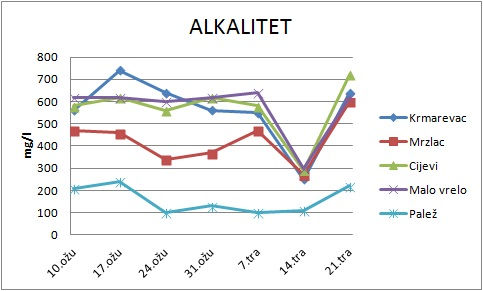 ALKALITET
800
700
600
500
400
300
200
100
0
mg/l
10.ožu
17.ožu
24.ožu
31.ožu
7.tra
14.tra
21.tra
Krmarevac
Mrzlac
Cijevi
Malo vrelo
Palež